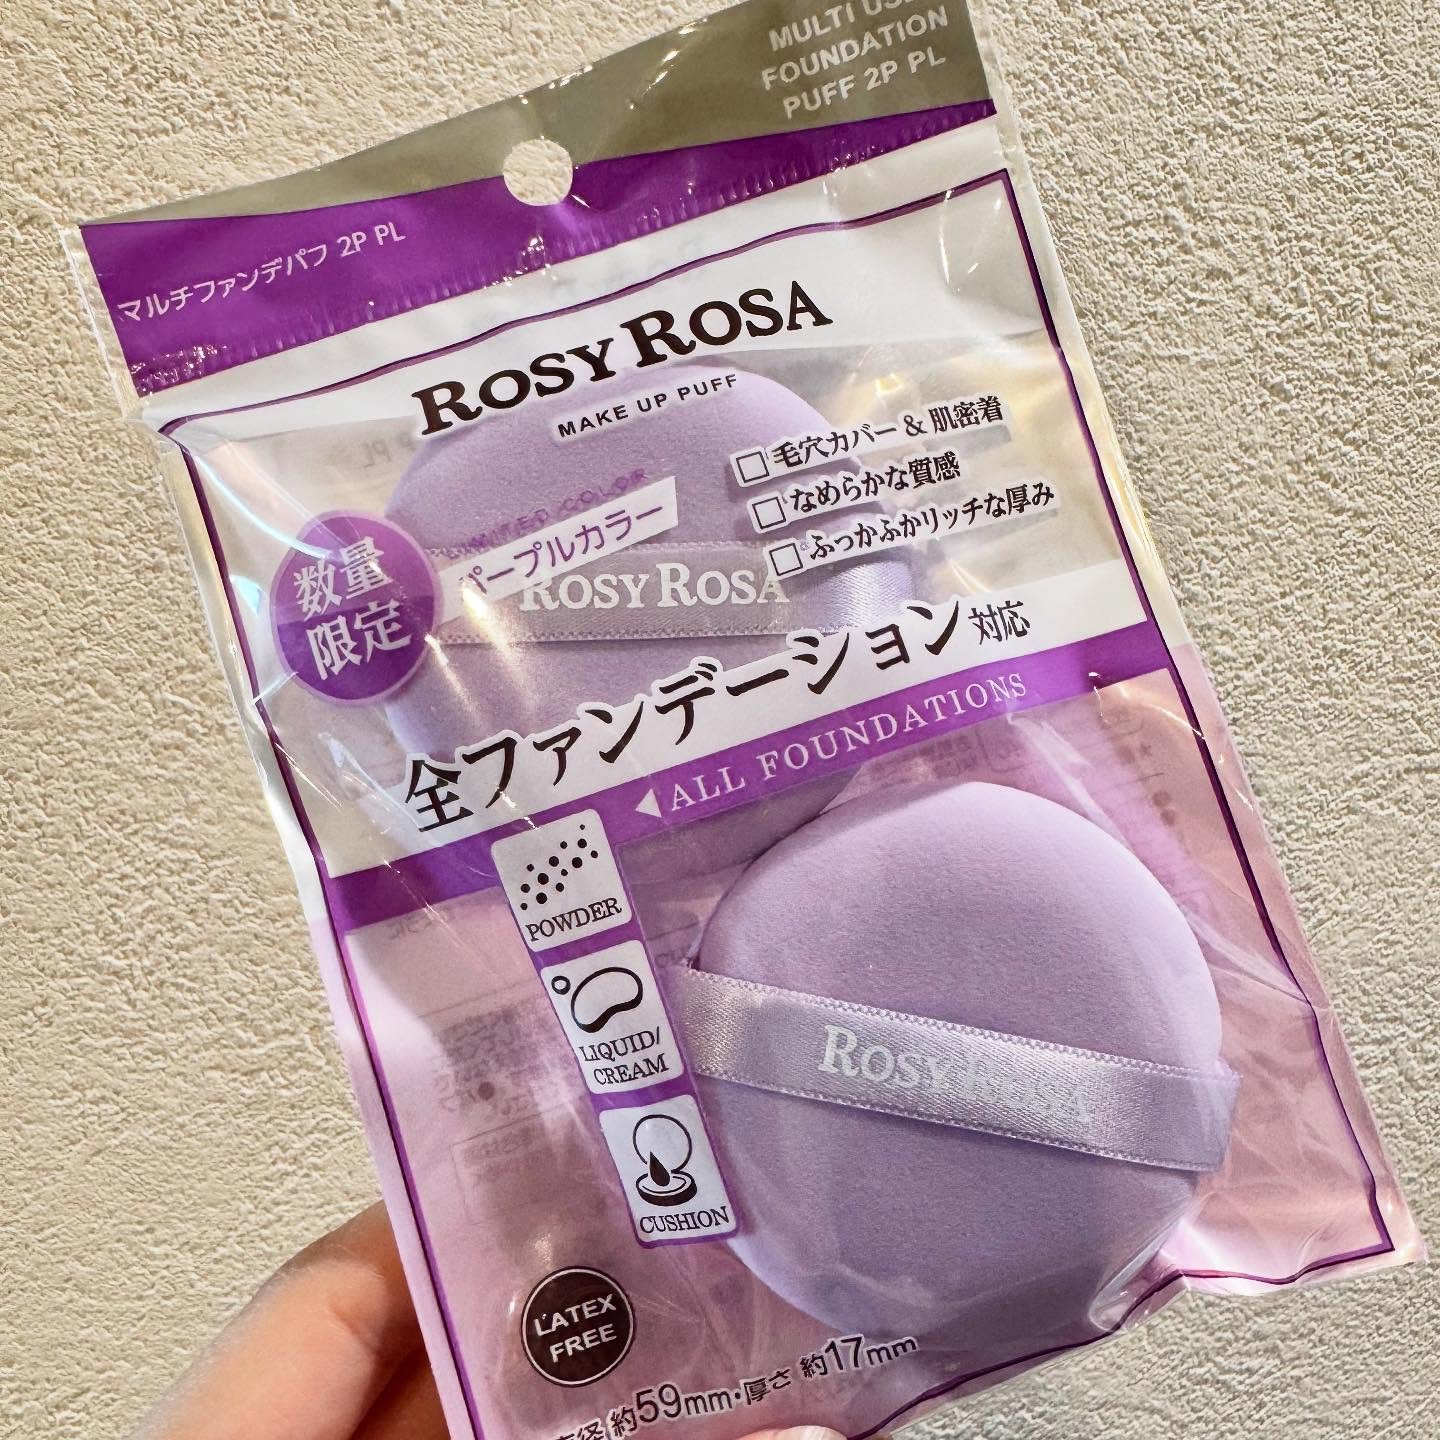 MULTI USE
FOUNDATION
PUFF 2P PL
マルチファンデパフ 2P PL
ROSY ROSA
MAKE UP PUFF
□ 毛穴カバー & 肌密着
□ なめらかな質感
□ ふっかふかリッチな厚み
数量
限定
LIMITED COLOR
パープルカラー
ROSY ROSA
全ファンデーション対応
◀ALL FOUNDATIONS
POWDER
LIQUID/
CREAM
CUSHION
ROSY ROSA
LATEX
FREE
直径 約59mm・厚さ 約17mm